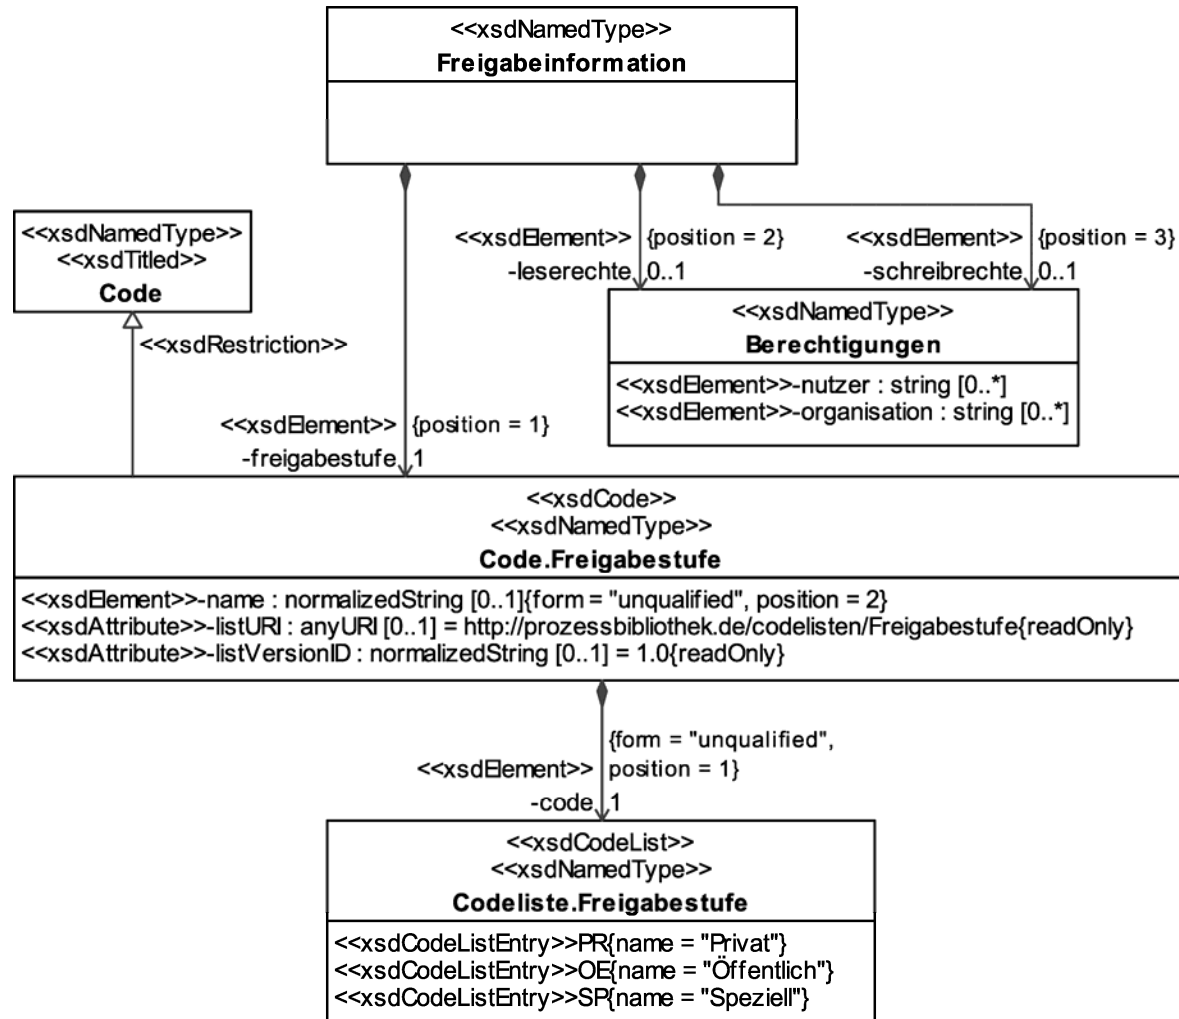 <<xsdNamedType>>
Freigabeinformation
<<xsdNamedType>>
<<xsdTitled>>
Code
<<xsdRestriction>>
<<xsdElement>> {position = 2}
-leserechte 0..1
<<xsdElement>> {position = 3}
-schreibrechte 0..1
<<xsdNamedType>>
Berechtigungen
<<xsdElement>>-nutzer : string [0..*]
<<xsdElement>>-organisation : string [0..*]
<<xsdElement>> {position = 1}
-freigabestufe 1
<<xsdCode>>
<<xsdNamedType>>
Code.Freigabestufe
<<xsdElement>>-name : normalizedString [0..1]{form = "unqualified", position = 2}
<<xsdAttribute>>-listURI : anyURI [0..1] = http://prozessbibliothek.de/codelisten/Freigabestufe{readOnly}
<<xsdAttribute>>-listVersionID : normalizedString [0..1] = 1.0{readOnly}
{form = "unqualified",
<<xsdElement>> position = 1}
-code 1
<<xsdCodeList>>
<<xsdNamedType>>
Codeliste.Freigabestufe
<<xsdCodeListEntry>>PR{name = "Privat"}
<<xsdCodeListEntry>>OE{name = "Öffentlich"}
<<xsdCodeListEntry>>SP{name = "Speziell"}